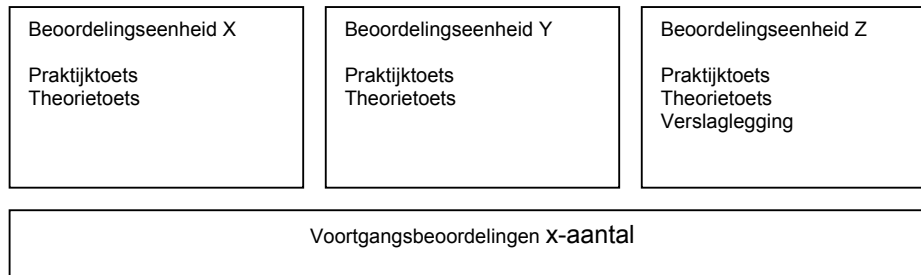 Beoordelingseenheid X
Praktijktoets
Theorietoets
Beoordelingseenheid Y
Praktijktoets
Theorietoets
Beoordelingseenheid Z
Praktijktoets
Theorietoets
Verslaglegging
Voortgangsbeoordelingen x-aantal